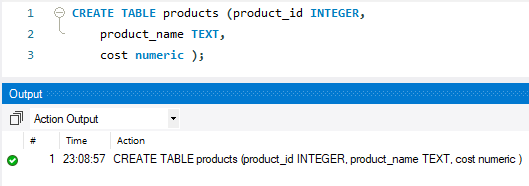 1 CREATE TABLE products (product_id INTEGER,
2 product_name TEXT,
3 cost numeric );
Output
Action Output
# Time Action
1 23:08:57 CREATE TABLE products (product_id INTEGER, product_name TEXT, cost numeric )